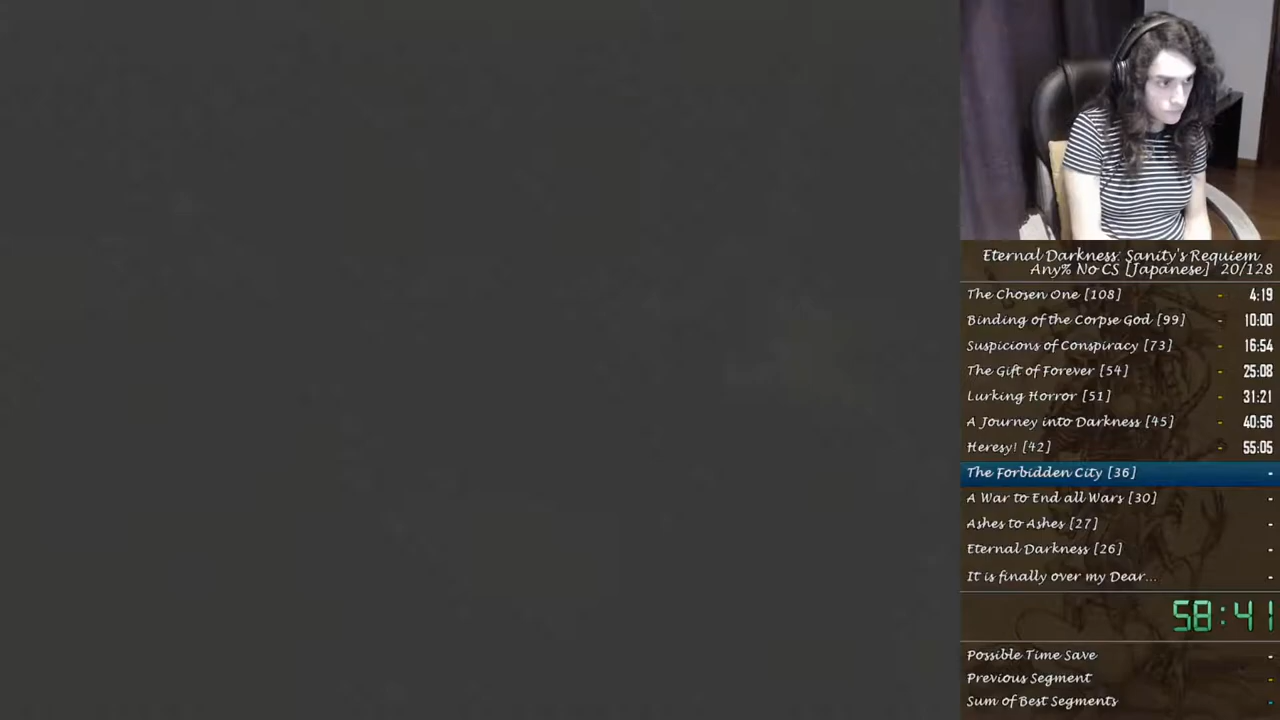 Eternal Darkness: Sanity's Requiem
Any% No CS [Japanese] 20/128
The Chosen One [108] - 4:19
Binding of the Corpse God [99] - 10:00
Suspicions of Conspiracy [73] - 16:54
The Gift of Forever [54] - 25:08
Lurking Horror [51] - 31:21
A Journey into Darkness [45] - 40:56
Heresy! [42] - 55:05
The Forbidden City [36] -
A War to End all Wars [30] -
Ashes to Ashes [27] -
Eternal Darkness [26] -
It is finally over my Dear... -
58:41
Possible Time Save -
Previous Segment -
Sum of Best Segments -